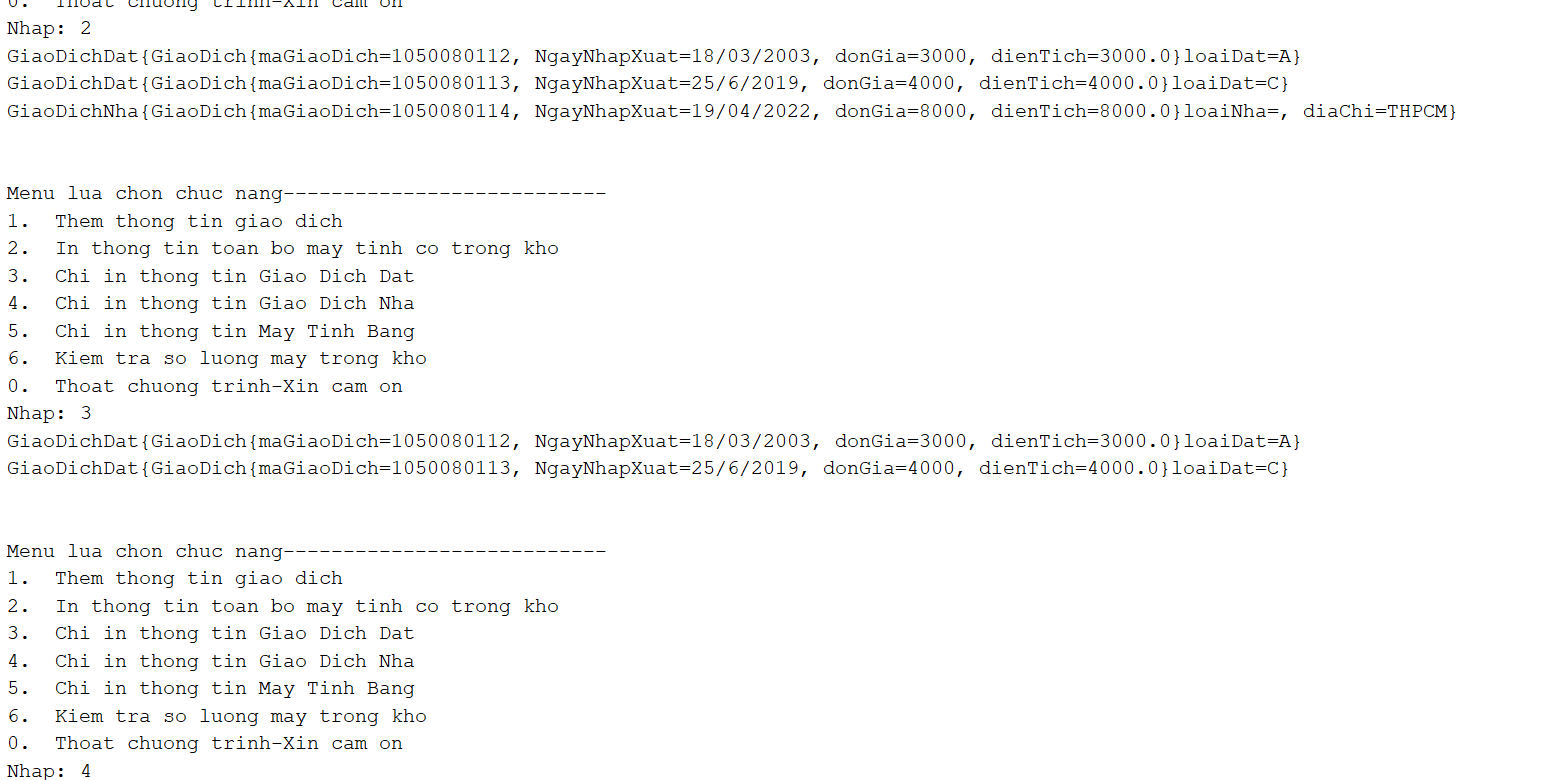 0.  Thoat chuong trinh-Xin cam on
Nhap: 2
GiaoDichDat{GiaoDich{maGiaoDich=1050080112, NgayNhapXuat=18/03/2003, donGia=3000, dienTich=3000.0}loaiDat=A}
GiaoDichDat{GiaoDich{maGiaoDich=1050080113, NgayNhapXuat=25/6/2019, donGia=4000, dienTich=4000.0}loaiDat=C}
GiaoDichNha{GiaoDich{maGiaoDich=1050080114, NgayNhapXuat=19/04/2022, donGia=8000, dienTich=8000.0}loaiNha=, diaChi=THPCM}
Menu lua chon chuc nang---------------------------
1.  Them thong tin giao dich
2.  In thong tin toan bo may tinh co trong kho
3.  Chi in thong tin Giao Dich Dat
4.  Chi in thong tin Giao Dich Nha
5.  Chi in thong tin May Tinh Bang
6.  Kiem tra so luong may trong kho
0.  Thoat chuong trinh-Xin cam on
Nhap: 3
GiaoDichDat{GiaoDich{maGiaoDich=1050080112, NgayNhapXuat=18/03/2003, donGia=3000, dienTich=3000.0}loaiDat=A}
GiaoDichDat{GiaoDich{maGiaoDich=1050080113, NgayNhapXuat=25/6/2019, donGia=4000, dienTich=4000.0}loaiDat=C}
Menu lua chon chuc nang---------------------------
1.  Them thong tin giao dich
2.  In thong tin toan bo may tinh co trong kho
3.  Chi in thong tin Giao Dich Dat
4.  Chi in thong tin Giao Dich Nha
5.  Chi in thong tin May Tinh Bang
6.  Kiem tra so luong may trong kho
0.  Thoat chuong trinh-Xin cam on
Nhap: 4